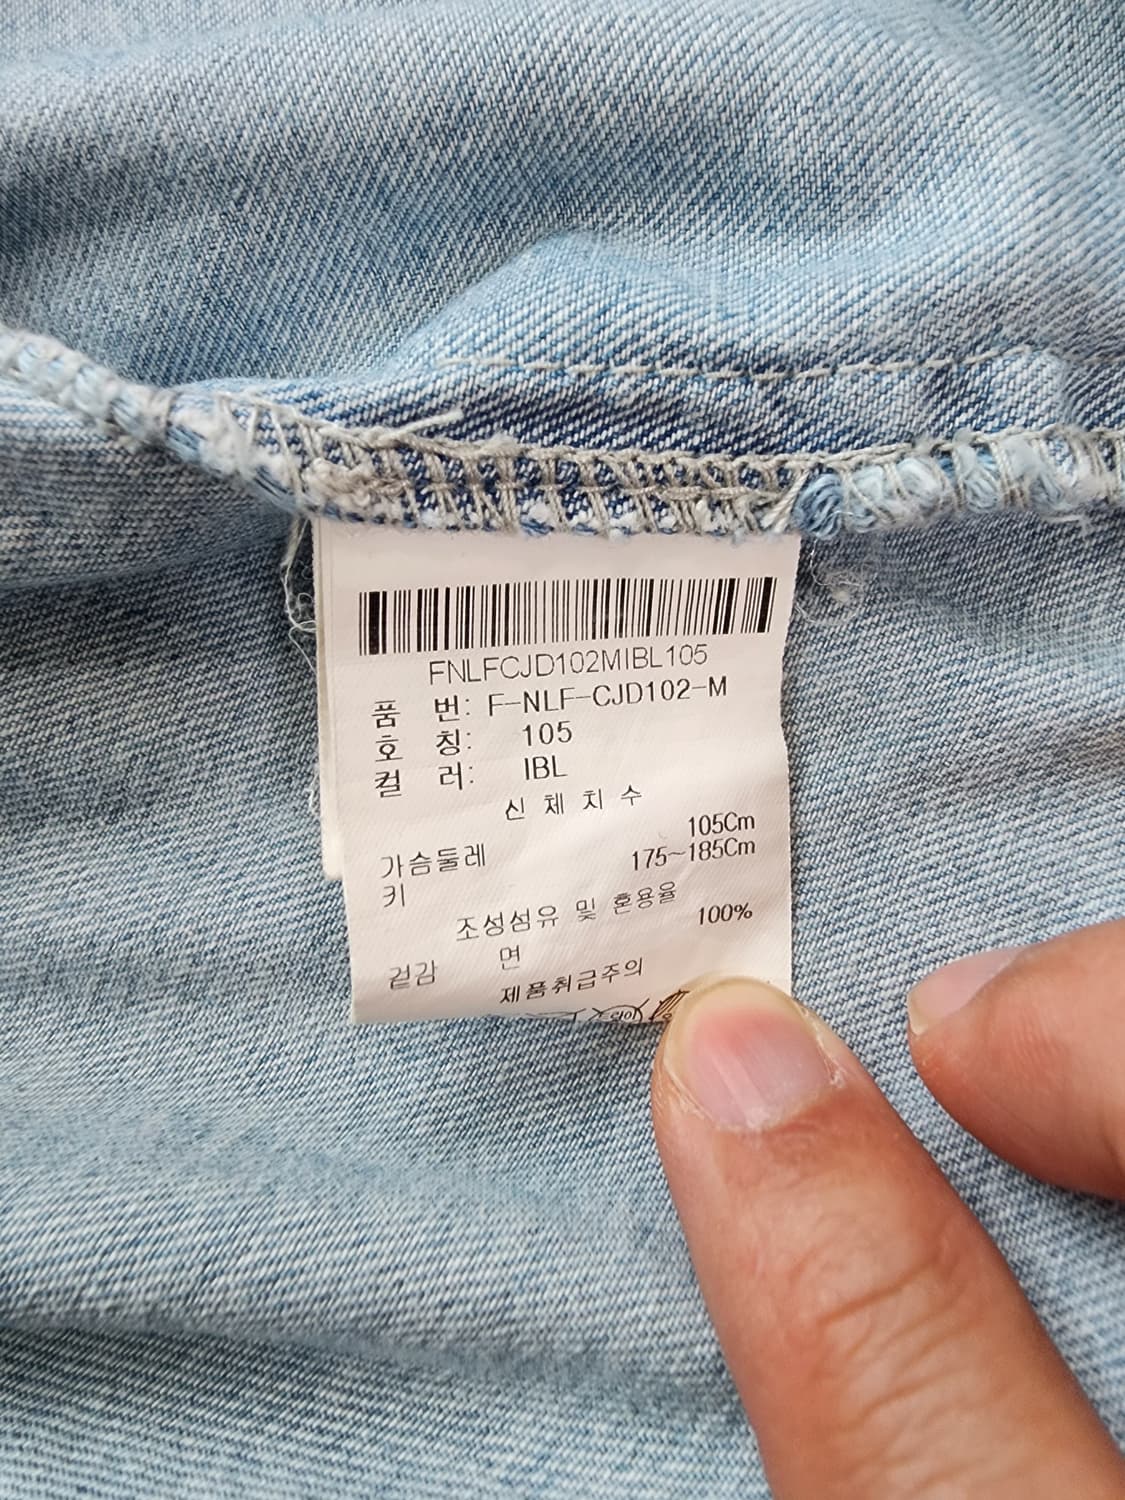 FNLFCJD102MIBL105
품 번: F-NLF-CJD102-M
호 칭: 105
컬 러: IBL
신 체 치 수
가슴둘레 105Cm
키 175~185Cm
조성섬유 및 혼용율
겉감 면 100%
제품취급주의